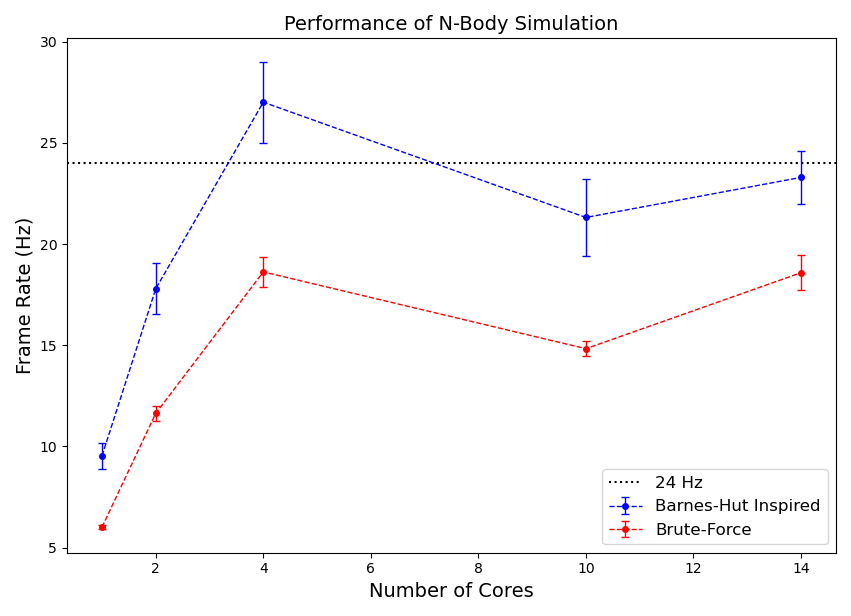 Performance of N-Body Simulation
30
25
20
15
10
5
Frame Rate (Hz)
2 4 6 8 10 12 14
Number of Cores
24 Hz
Barnes-Hut Inspired
Brute-Force